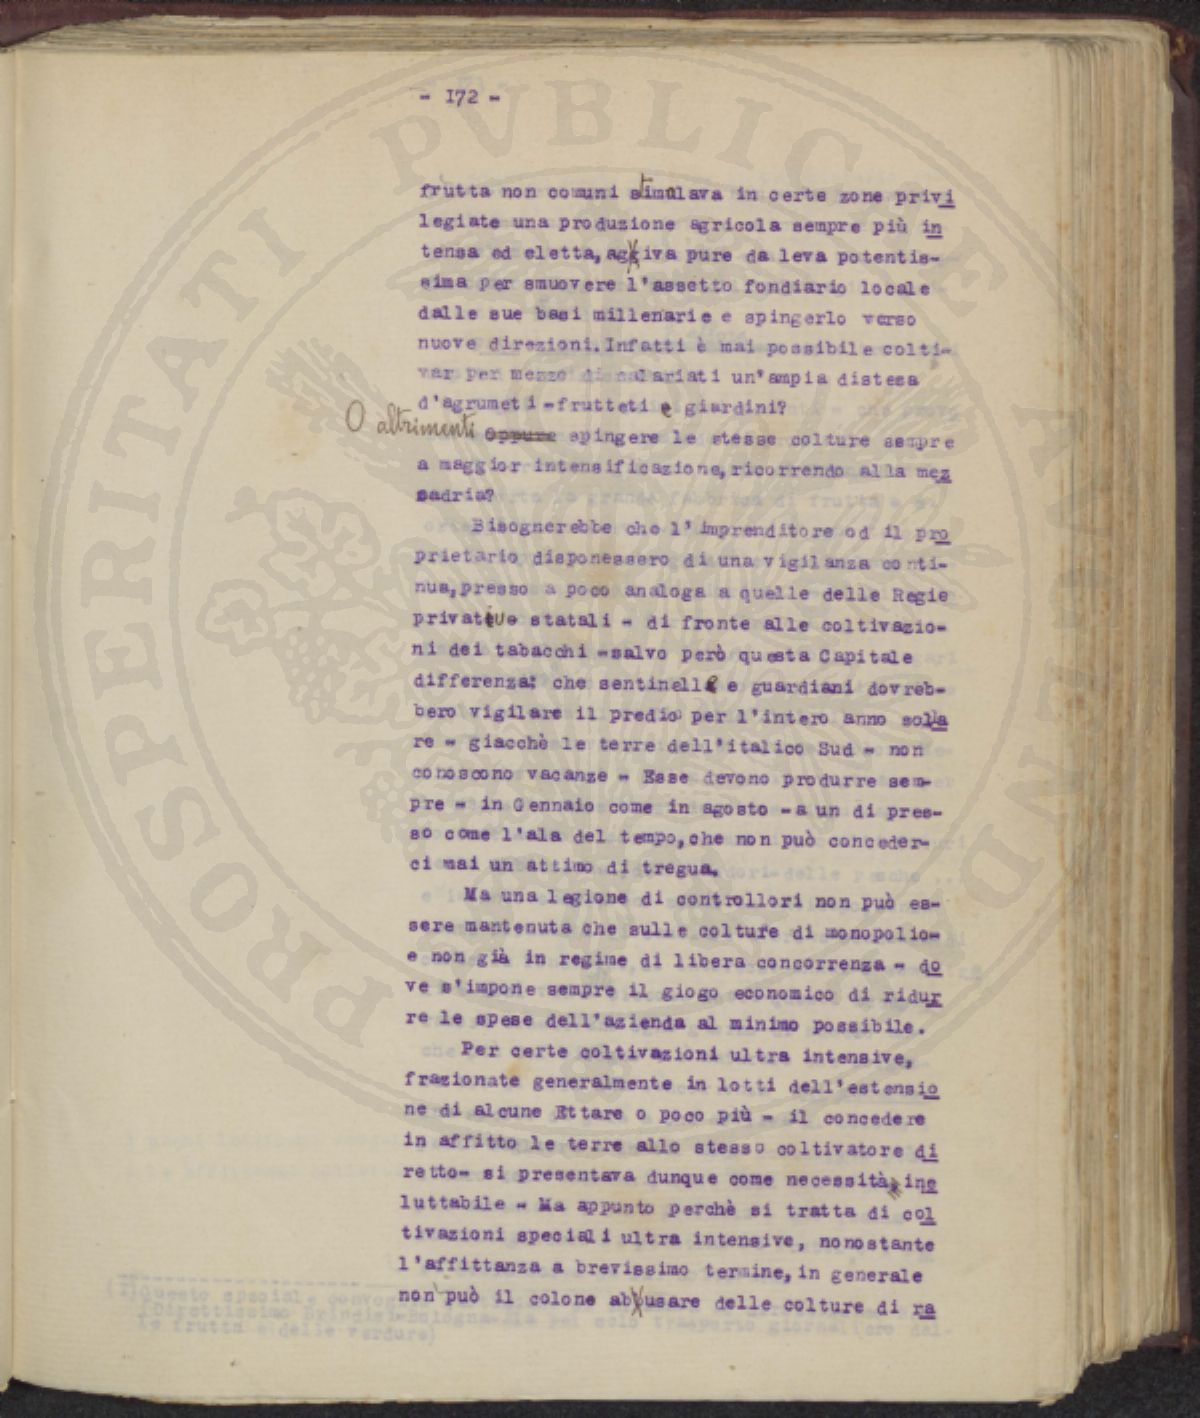 - I72 -
frutta non comuni stimolava in certe zone privi
legiate una produzione agricola sempre più in
tensa ed eletta, agiva pure da leva potentis-
sima per smuovere l'assetto fondiario locale
dalle sue basi millenarie e spingerlo verso
nuove direzioni.Infatti è mai possibile colti-
var per mezzo di salariati un'ampia distesa
d'agrumeti -frutteti e giardini?
O altrimenti Oppure spingere le stesse colture sempre
a maggior intensificazione,ricorrendo alla mez
zadria?
Bisognerebbe che l'imprenditore od il pro
prietario disponessero di una vigilanza conti-
nua,presso a poco analoga a quelle delle Regie
private o statali - di fronte alle coltivazio-
ni dei tabacchi -salvo però questa Capitale
differenza: che sentinelle e guardiani dovreb-
bero vigilare il predio per l'intero anno sola
re - giacchè le terre dell'italico Sud - non
conoscono vacanze - Esse devono produrre sem-
pre - in Gennaio come in agosto -a un di pres-
so come l'ala del tempo,che non può conceder-
ci mai un attimo di tregua.
Ma una legione di controllori non può es-
sere mantenuta che sulle colture di monopolio-
e non già in regime di libera concorrenza - do
ve s'impone sempre il giogo economico di ridur
re le spese dell'azienda al minimo possibile.
Per certe coltivazioni ultra intensive,
frazionate generalmente in lotti dell'estensio
ne di alcune Ettare o poco più - il concedere
in affitto le terre allo stesso coltivatore di
retto- si presentava dunque come necessità ine
luttabile - Ma appunto perchè si tratta di col
tivazioni speciali ultra intensive, nonostante
l'affittanza a brevissimo termine,in generale
non può il colone abusare delle colture di ra
PROSPERITATI PVBLICAE AVGENDAE